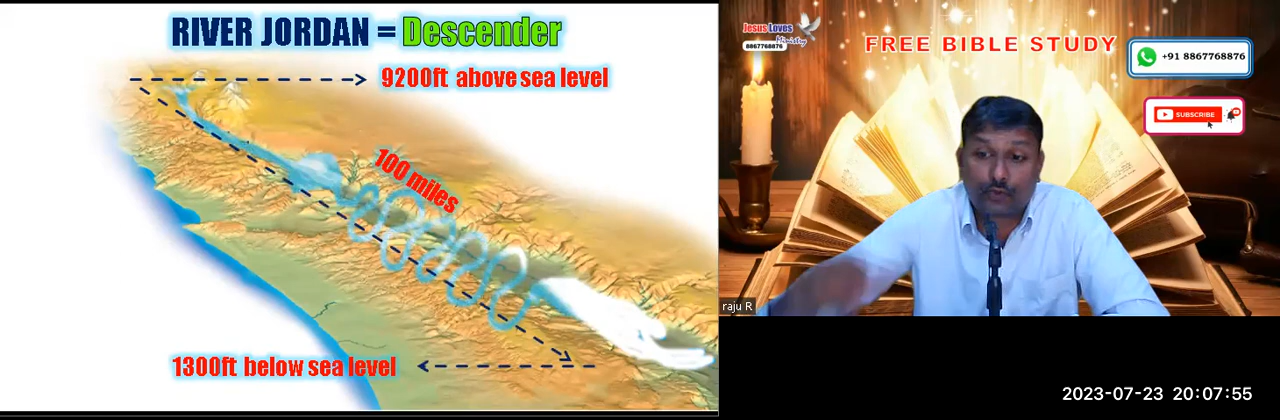 RIVER JORDAN = Descender
9200ft above sea level
100 miles
1300ft below sea level
Jesus Loves
Ministry
8867768876
FREE BIBLE STUDY
+91 8867768876
SUBSCRIBE
raju R
2023-07-23 20:07:55